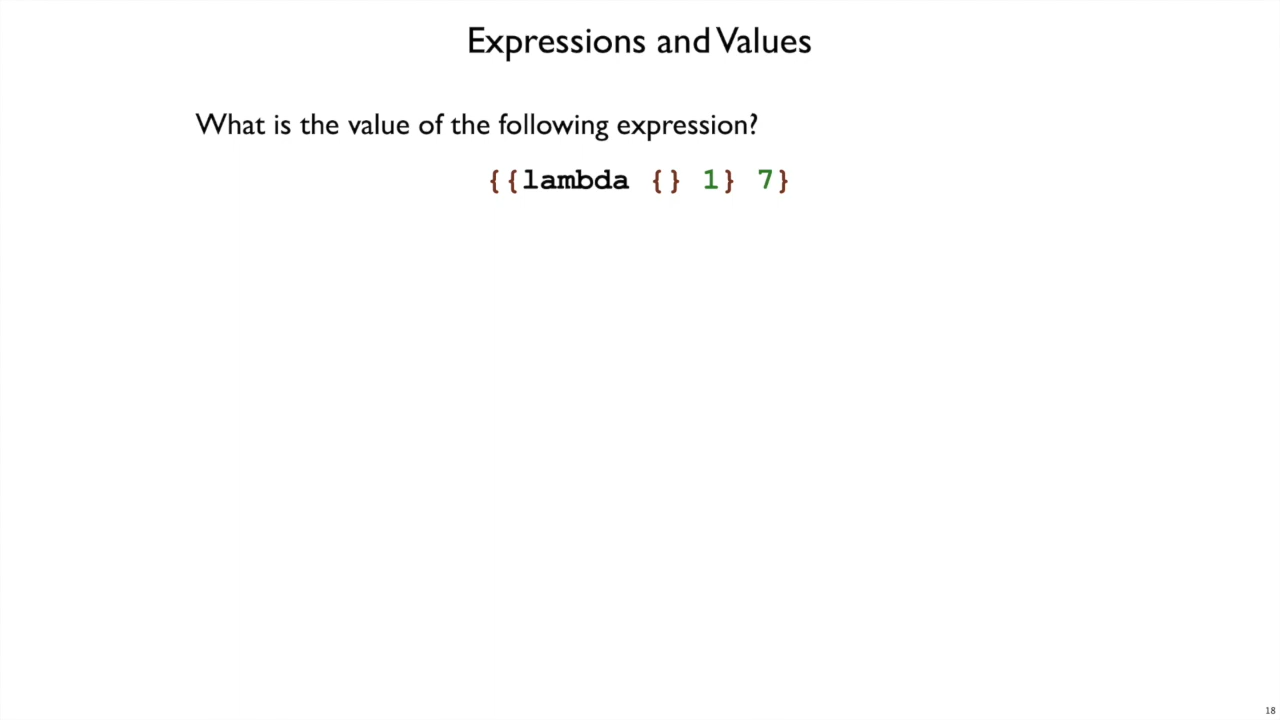 Expressions and Values
What is the value of the following expression?
{{lambda {} 1} 7}
18